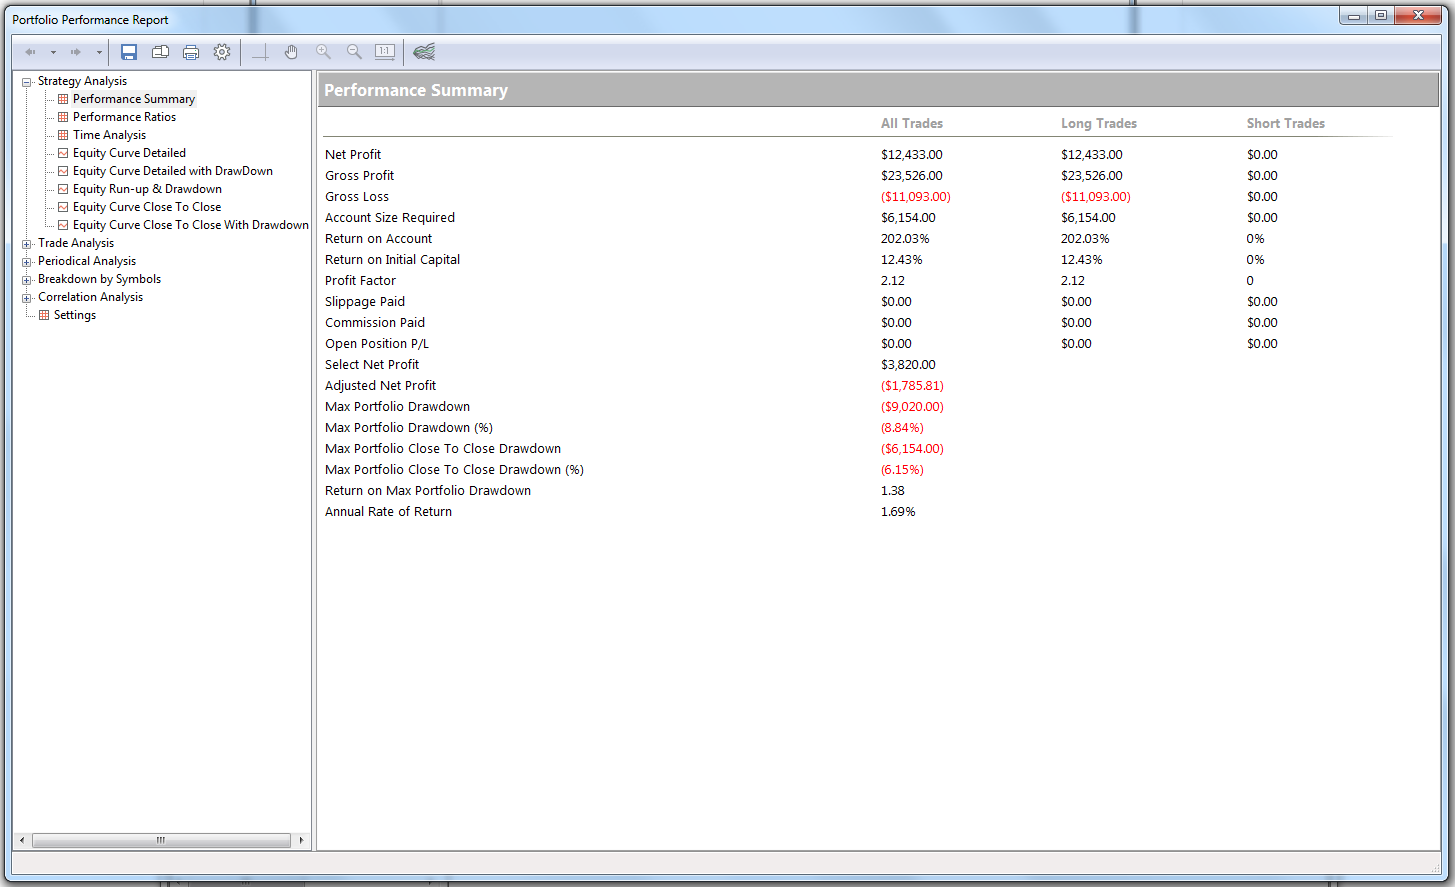 Portfolio Performance Report
1:1
Strategy Analysis
Performance Summary
Performance Ratios
Time Analysis
Equity Curve Detailed
Equity Curve Detailed with DrawDown
Equity Run-up & Drawdown
Equity Curve Close To Close
Equity Curve Close To Close With Drawdown
Trade Analysis
Periodical Analysis
Breakdown by Symbols
Correlation Analysis
Settings
Performance Summary
All Trades Long Trades Short Trades
Net Profit $12,433.00 $12,433.00 $0.00
Gross Profit $23,526.00 $23,526.00 $0.00
Gross Loss ($11,093.00) ($11,093.00) $0.00
Account Size Required $6,154.00 $6,154.00 $0.00
Return on Account 202.03% 202.03% 0%
Return on Initial Capital 12.43% 12.43% 0%
Profit Factor 2.12 2.12 0
Slippage Paid $0.00 $0.00 $0.00
Commission Paid $0.00 $0.00 $0.00
Open Position P/L $0.00 $0.00 $0.00
Select Net Profit $3,820.00
Adjusted Net Profit ($1,785.81)
Max Portfolio Drawdown ($9,020.00)
Max Portfolio Drawdown (%) (8.84%)
Max Portfolio Close To Close Drawdown ($6,154.00)
Max Portfolio Close To Close Drawdown (%) (6.15%)
Return on Max Portfolio Drawdown 1.38
Annual Rate of Return 1.69%